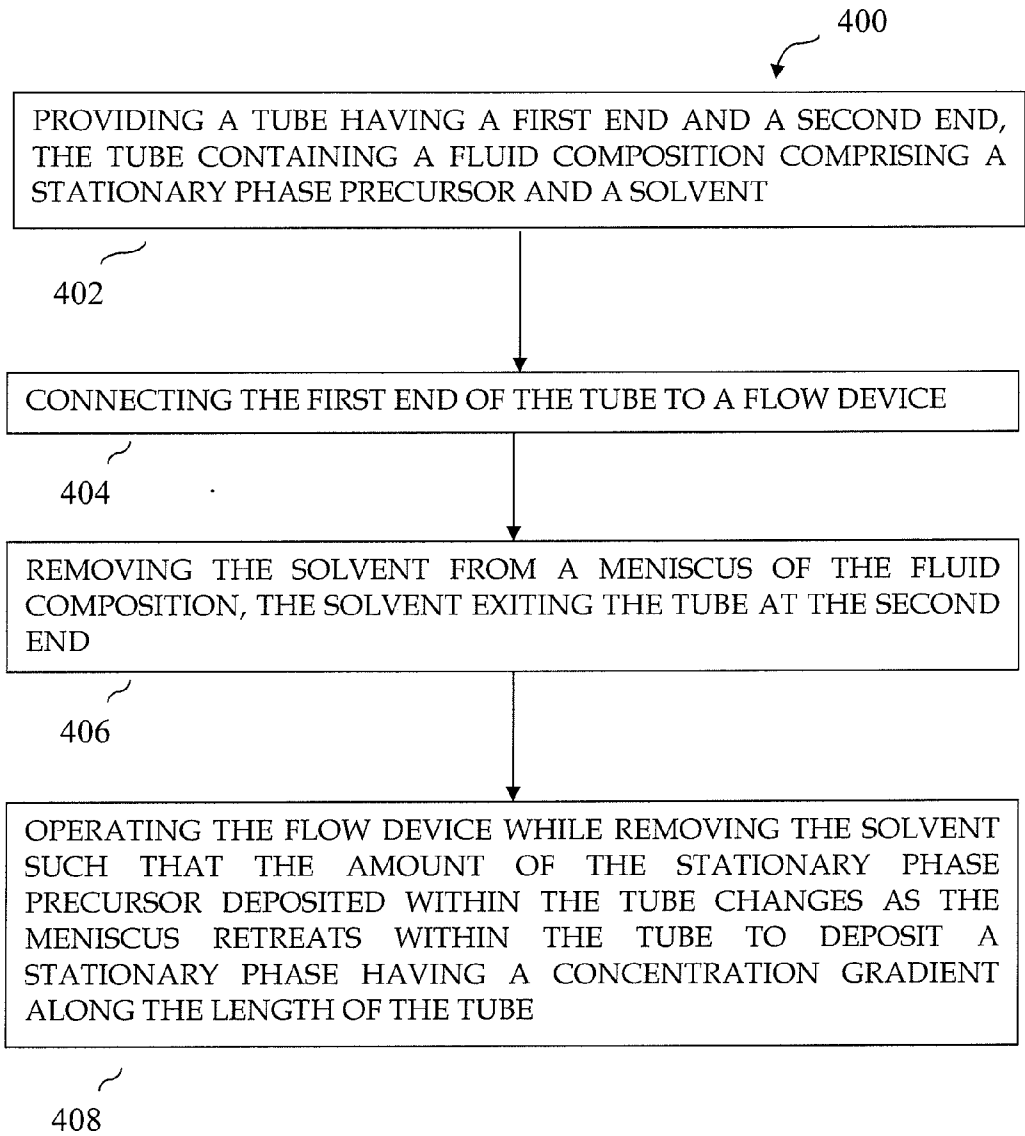 400
PROVIDING A TUBE HAVING A FIRST END AND A SECOND END,
THE TUBE CONTAINING A FLUID COMPOSITION COMPRISING A
STATIONARY PHASE PRECURSOR AND A SOLVENT
402
CONNECTING THE FIRST END OF THE TUBE TO A FLOW DEVICE
404
REMOVING THE SOLVENT FROM A MENISCUS OF THE FLUID
COMPOSITION, THE SOLVENT EXITING THE TUBE AT THE SECOND
END
406
OPERATING THE FLOW DEVICE WHILE REMOVING THE SOLVENT
SUCH THAT THE AMOUNT OF THE STATIONARY PHASE
PRECURSOR DEPOSITED WITHIN THE TUBE CHANGES AS THE
MENISCUS RETREATS WITHIN THE TUBE TO DEPOSIT A
STATIONARY PHASE HAVING A CONCENTRATION GRADIENT
ALONG THE LENGTH OF THE TUBE
408